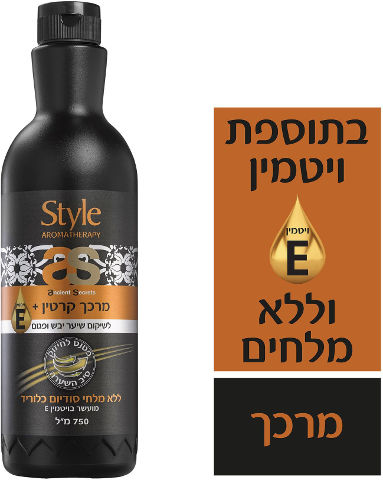 Style
AROMATHERAPY
as
ancient Secrets
מרכך קרטין +
E
לשיקום שיער יבש ופגום
ללא מלחי סודיום כלוריד
מועשר בויטמין E
750 מ"ל
בתוספת
ויטמין
ויטמין
E
וללא
מלחים
מרכך